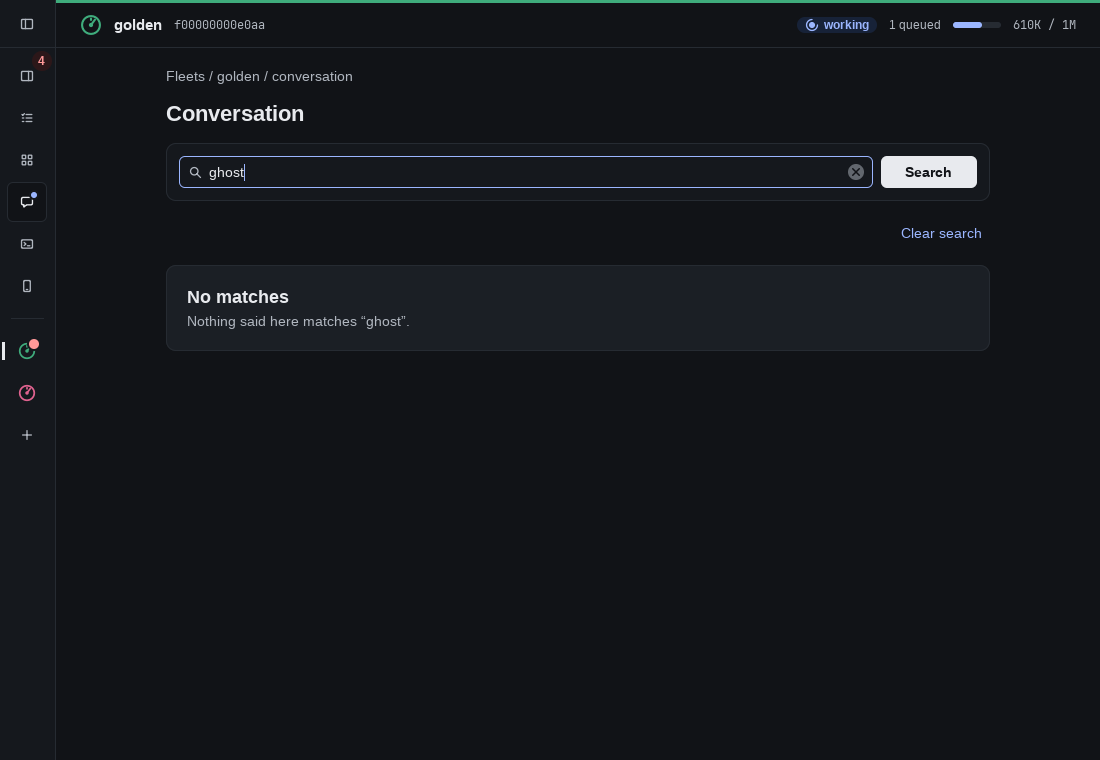 golden f00000000e0aa working 1 queued 610K / 1M
4
Fleets / golden / conversation
Conversation
ghost Search
Clear search
No matches
Nothing said here matches “ghost”.